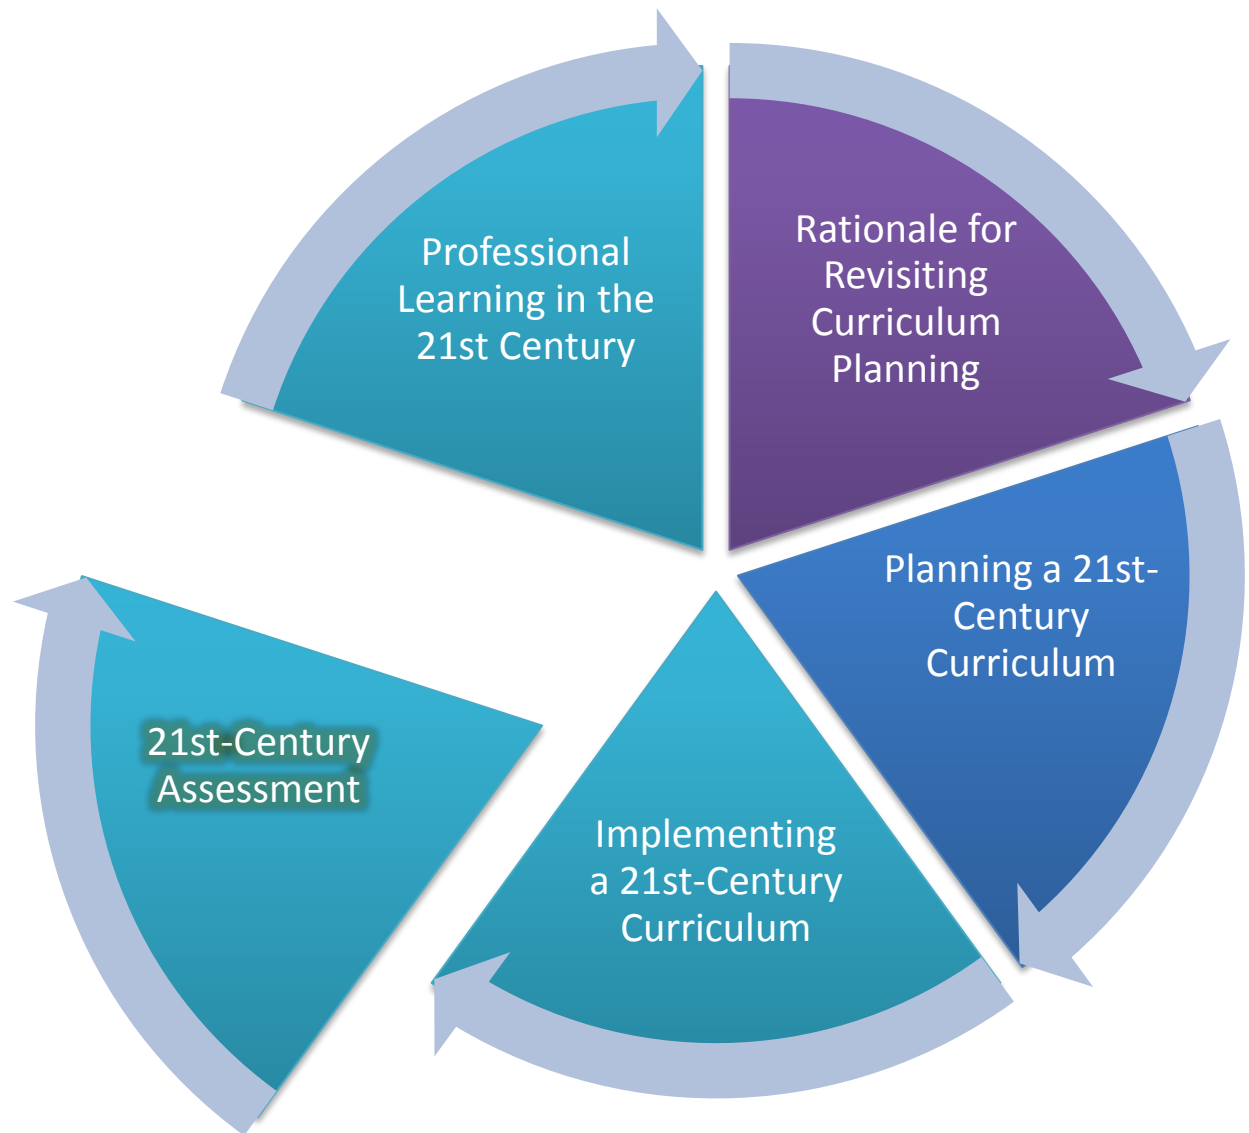 Professional
Learning in the
21st Century
Rationale for
Revisiting
Curriculum
Planning
Planning a 21st-
Century
Curriculum
Implementing
a 21st-Century
Curriculum
21st-Century
Assessment